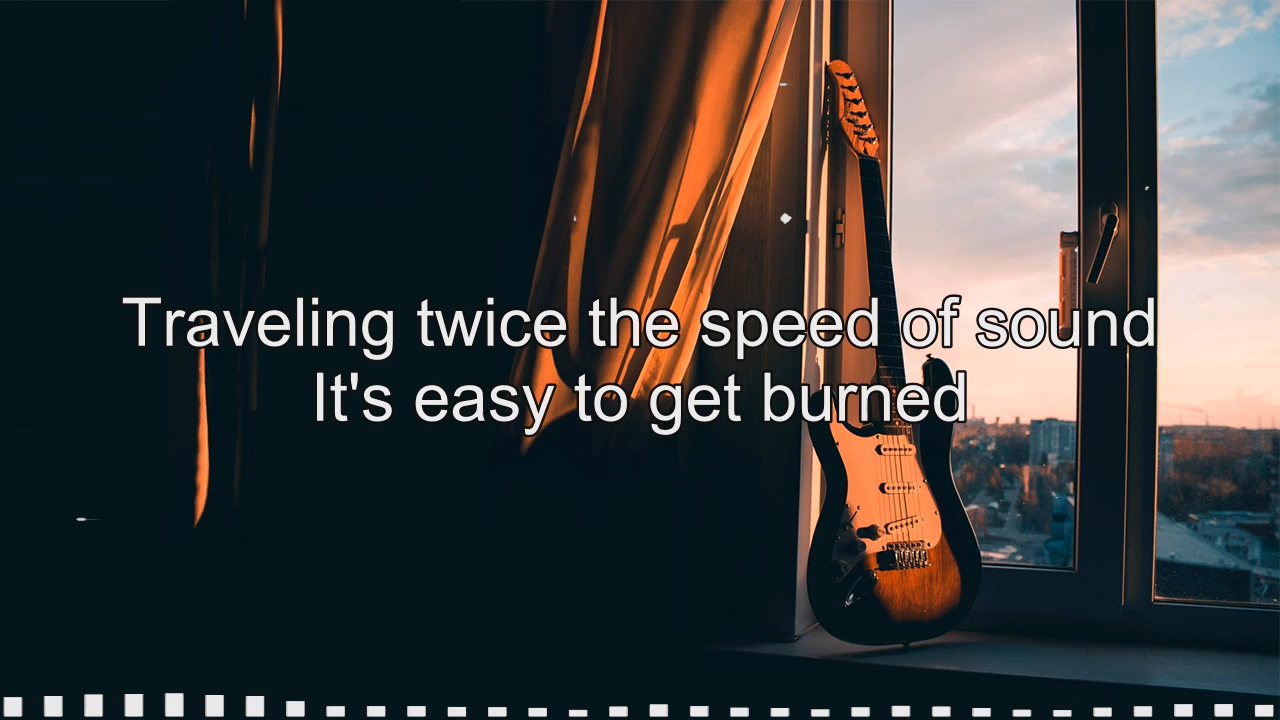 Traveling twice the speed of sound
It's easy to get burned